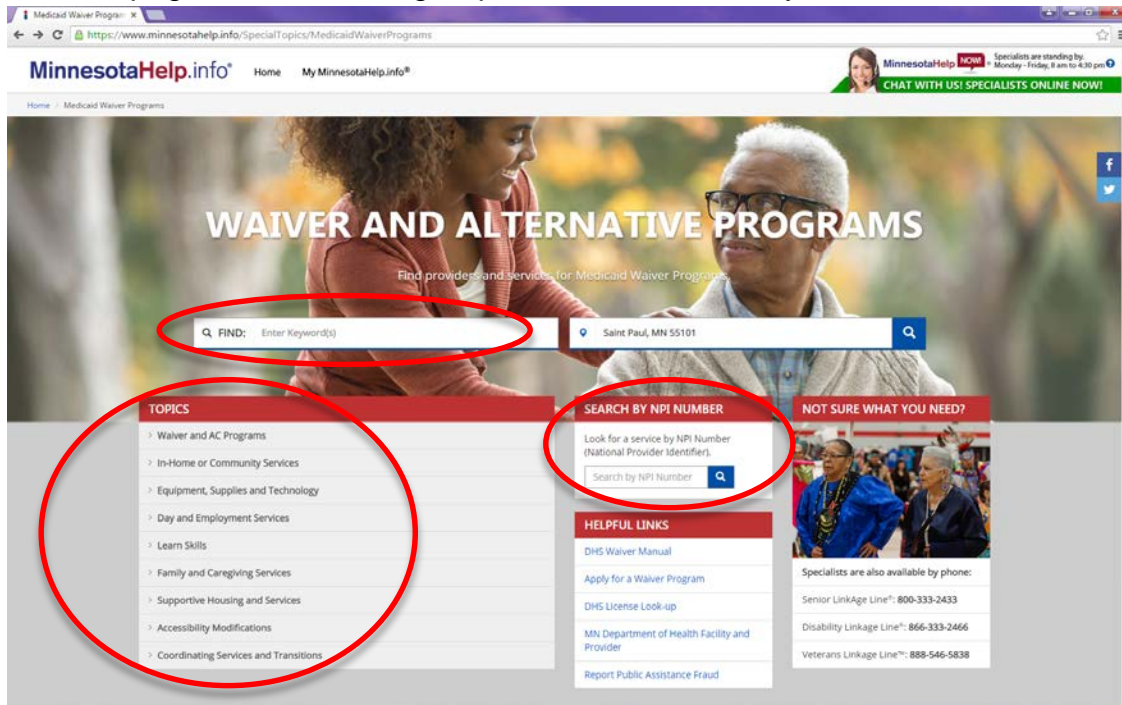 Medicaid Waiver Program
https://www.minnesotahelp.info/SpecialTopics/MedicaidWaiverPrograms
MinnesotaHelp.info®
Home
My MinnesotaHelp.info®
MinnesotaHelp NOW!
Specialists are standing by.
Monday - Friday, 8 am to 4:30 pm
CHAT WITH US! SPECIALISTS ONLINE NOW!
Home / Medicaid Waiver Programs
WAIVER AND ALTERNATIVE PROGRAMS
Find providers and services for Medicaid Waiver Programs.
FIND: Enter Keyword(s)
Saint Paul, MN 55101
TOPICS
> Waiver and AC Programs
> In-Home or Community Services
> Equipment, Supplies and Technology
> Day and Employment Services
> Learn Skills
> Family and Caregiving Services
> Supportive Housing and Services
> Accessibility Modifications
> Coordinating Services and Transitions
SEARCH BY NPI NUMBER
Look for a service by NPI Number
(National Provider Identifier).
Search by NPI Number
HELPFUL LINKS
DHS Waiver Manual
Apply for a Waiver Program
DHS License Look-up
MN Department of Health Facility and
Provider
Report Public Assistance Fraud
NOT SURE WHAT YOU NEED?
Specialists are also available by phone:
Senior LinkAge Line®: 800-333-2433
Disability Linkage Line®: 866-333-2466
Veterans Linkage Line™: 888-546-5838